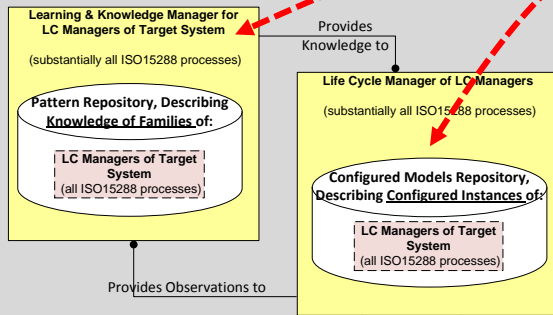 Learning & Knowledge Manager for
LC Managers of Target System
(substantially all ISO15288 processes)
Pattern Repository, Describing
Knowledge of Families of:
LC Managers of Target
System
(all ISO15288 processes)
Provides
Knowledge to
Life Cycle Manager of LC Managers
(substantially all ISO15288 processes)
Configured Models Repository,
Describing Configured Instances of:
LC Managers of Target
System
(all ISO15288 processes)
Provides Observations to